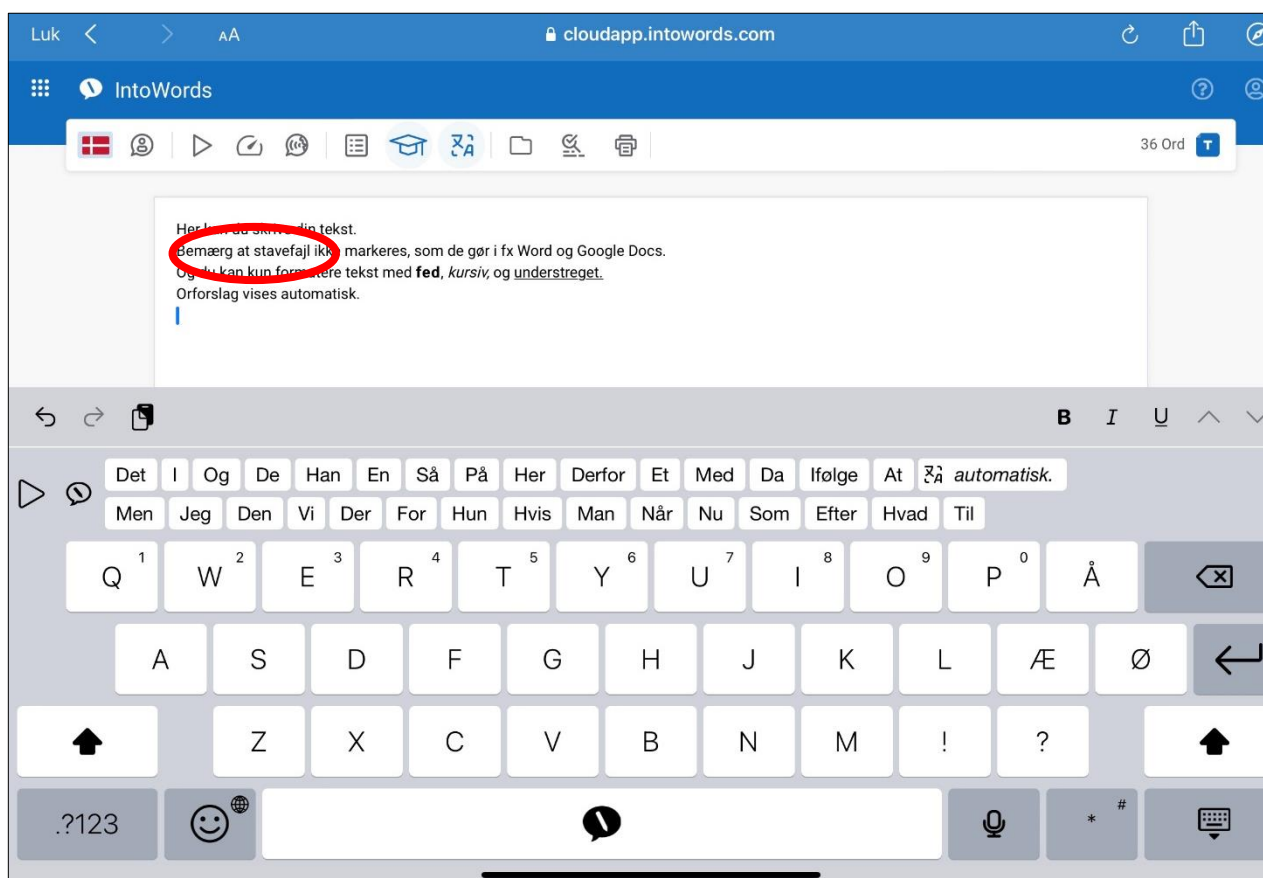 Luk AA cloudapp.intowords.com
IntoWords
36 Ord T
Her kan du skrive din tekst.
Bemærg at stavefajl ikke markeres, som de gør i fx Word og Google Docs.
Og du kan kun formatere tekst med fed, kursiv, og understreget.
Orforslag vises automatisk.
B I U
Det I Og De Han En Så På Her Derfor Et Med Da Ifølge At automatisk.
Men Jeg Den Vi Der For Hun Hvis Man Når Nu Som Efter Hvad Til
Q 1 W 2 E 3 R 4 T 5 Y 6 U 7 I 8 O 9 P 0 Å
A S D F G H J K L Æ Ø
Z X C V B N M ! ?
.?123 * #